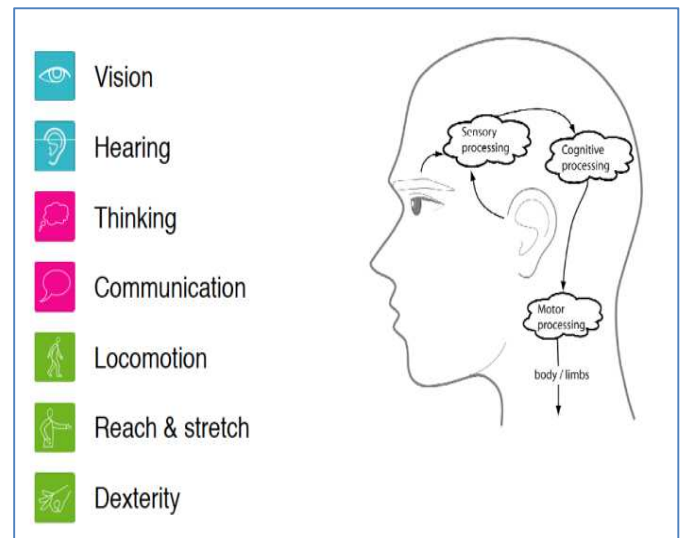 Vision
Hearing
Thinking
Communication
Locomotion
Reach & stretch
Dexterity
Sensory
processing
Cognitive
processing
Motor
processing
body / limbs